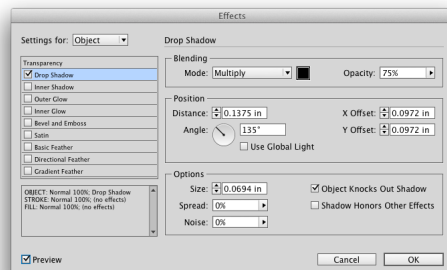 Effects
Settings for: Object
Transparency
Drop Shadow
Inner Shadow
Outer Glow
Inner Glow
Bevel and Emboss
Satin
Basic Feather
Directional Feather
Gradient Feather
OBJECT: Normal 100%; Drop Shadow
STROKE: Normal 100%; (no effects)
FILL: Normal 100%; (no effects)
Preview
Drop Shadow
Blending
Mode: Multiply Opacity: 75%
Position
Distance: 0.1375 in X Offset: 0.0972 in
Angle: 135° Y Offset: 0.0972 in
Use Global Light
Options
Size: 0.0694 in Object Knocks Out Shadow
Spread: 0% Shadow Honors Other Effects
Noise: 0%
Cancel OK